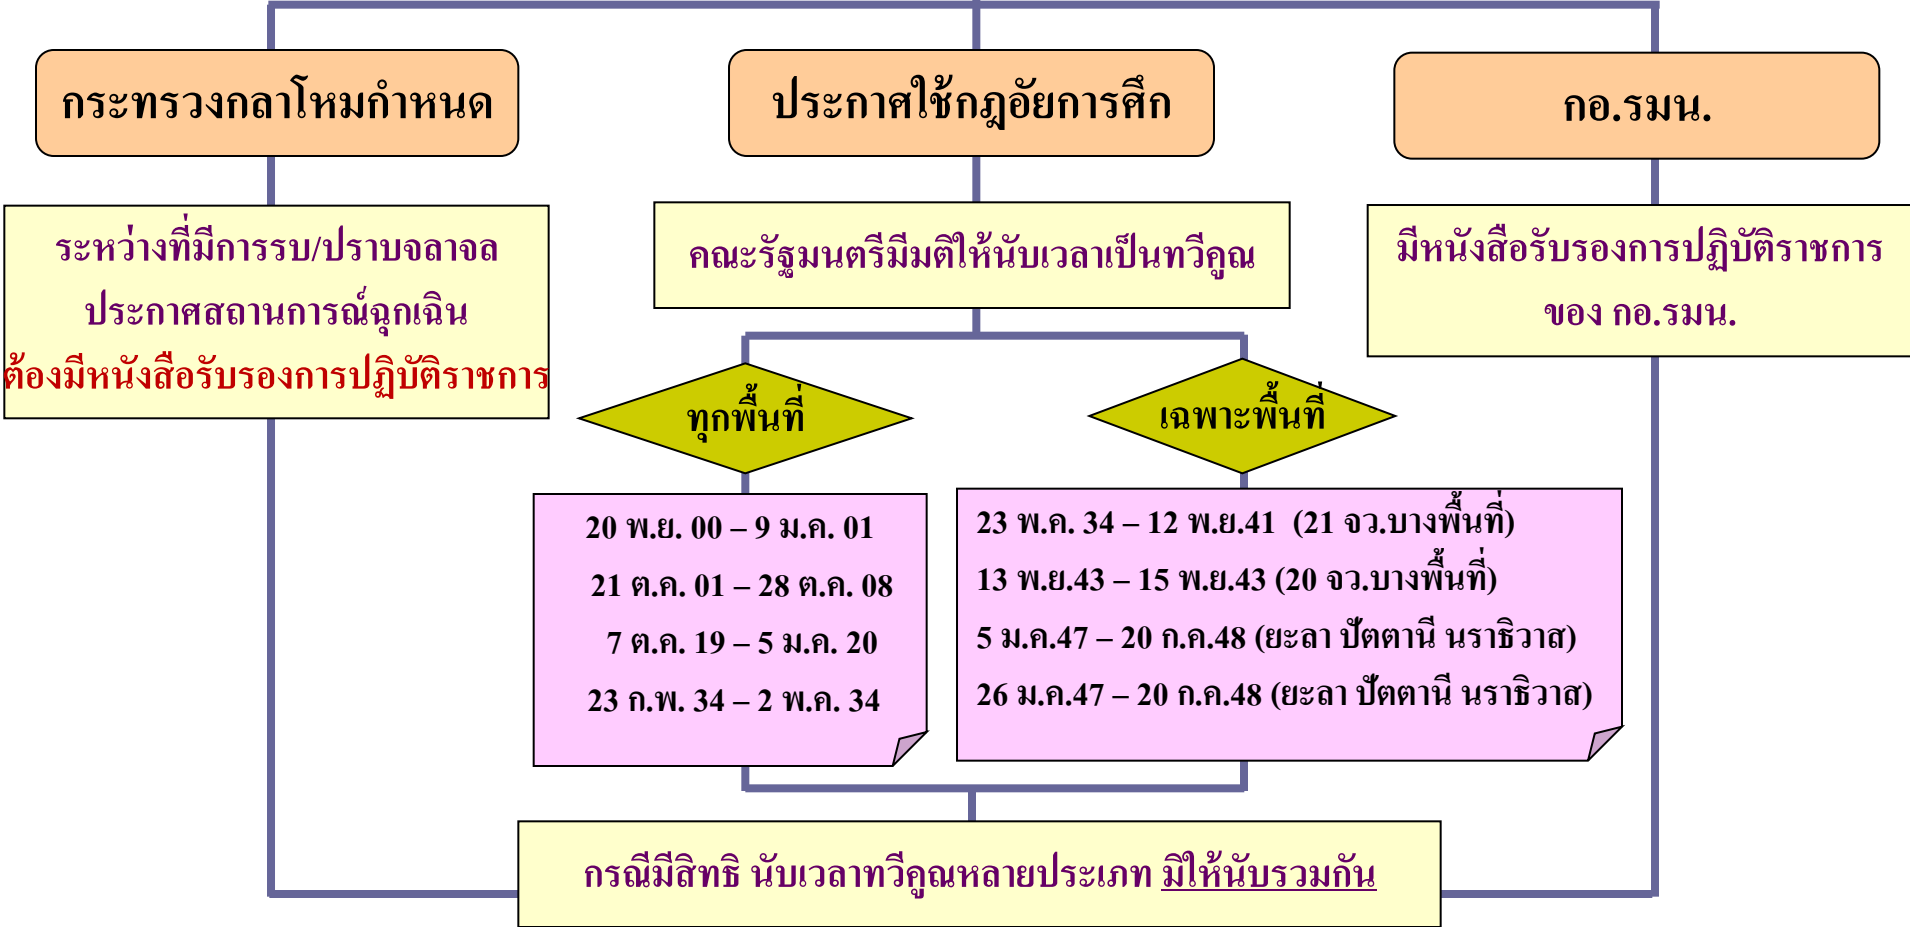 กระทรวงกลาโหมกำหนด
ประกาศใช้กฎอัยการศึก
กอ.รมน.
ระหว่างที่มีการรบ/ปราบจลาจล
ประกาศสถานการณ์ฉุกเฉิน
ต้องมีหนังสือรับรองการปฏิบัติราชการ
คณะรัฐมนตรีมีมติให้นับเวลาเป็นทวีคูณ
มีหนังสือรับรองการปฏิบัติราชการ
ของ กอ.รมน.
ทุกพื้นที่
เฉพาะพื้นที่
20 พ.ย. 00 – 9 ม.ค. 01
21 ต.ค. 01 – 28 ต.ค. 08
7 ต.ค. 19 – 5 ม.ค. 20
23 ก.พ. 34 – 2 พ.ค. 34
23 พ.ค. 34 – 12 พ.ย.41 (21 จว.บางพื้นที่)
13 พ.ย.43 – 15 พ.ย.43 (20 จว.บางพื้นที่)
5 ม.ค.47 – 20 ก.ค.48 (ยะลา ปัตตานี นราธิวาส)
26 ม.ค.47 – 20 ก.ค.48 (ยะลา ปัตตานี นราธิวาส)
กรณีมีสิทธิ นับเวลาทวีคูณหลายประเภท มิให้นับรวมกัน